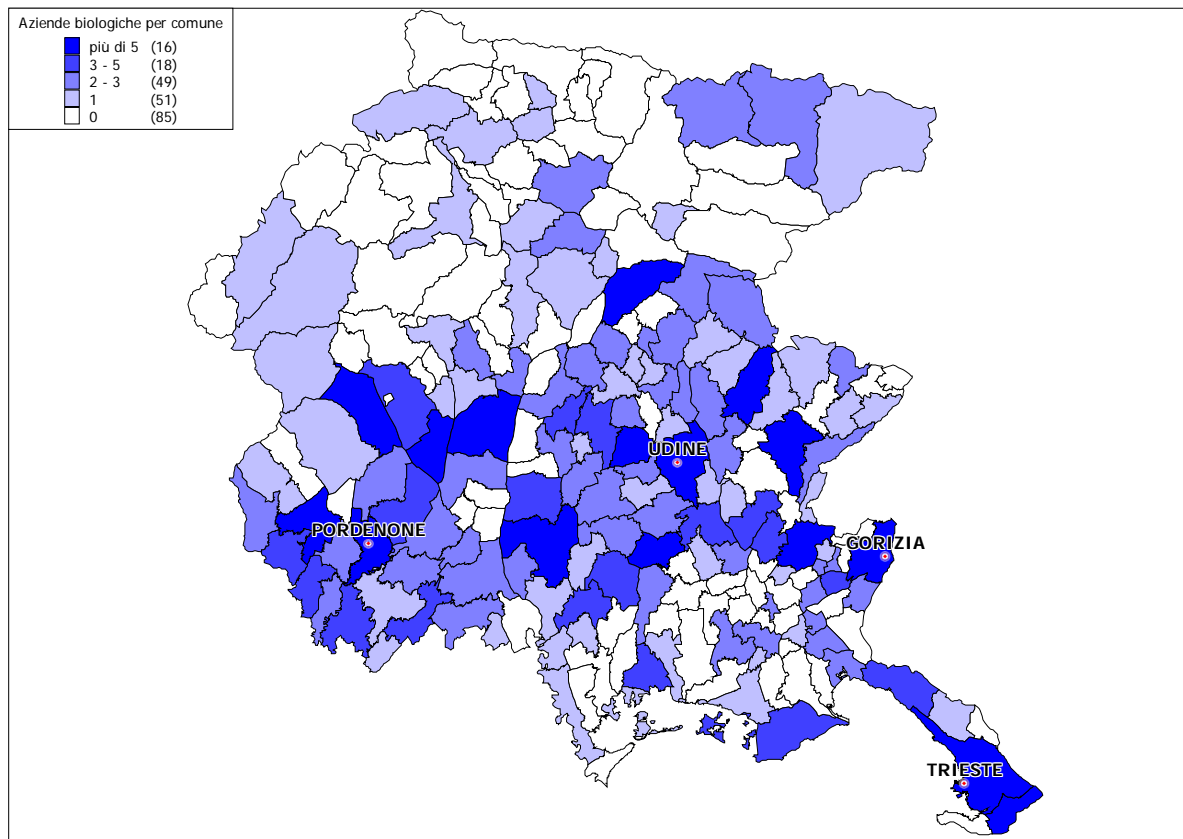 Aziende biologiche per comune
più di 5 (16)
3 - 5 (18)
2 - 3 (49)
1 (51)
0 (85)
UDINE
PORDENONE
GORIZIA
TRIESTE